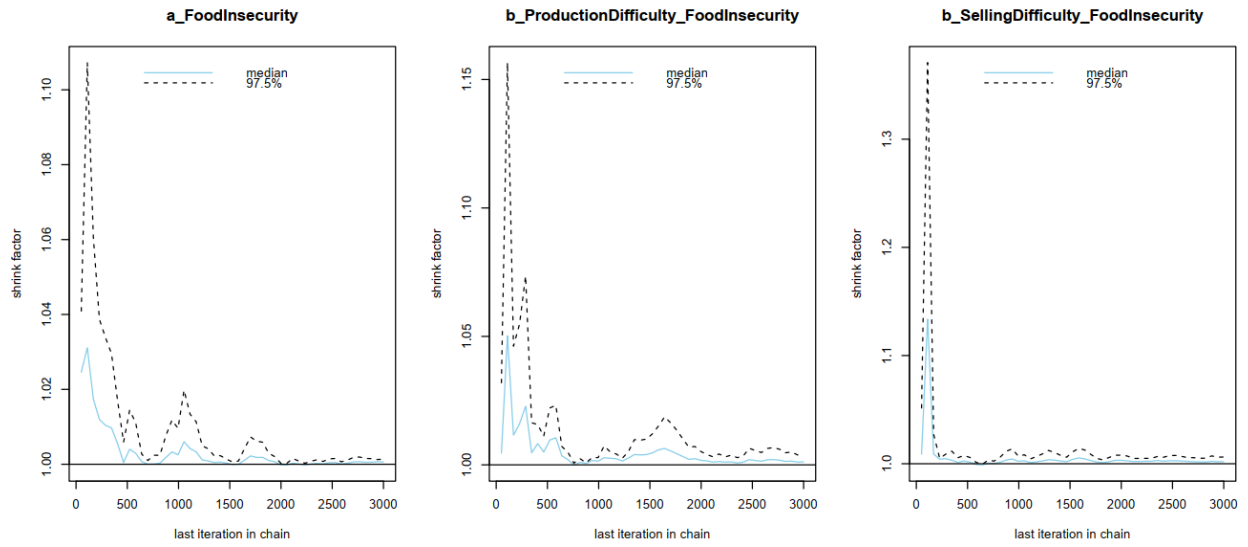 a_FoodInsecurity
median
97.5%
shrink factor
1.00 1.02 1.04 1.06 1.08 1.10
0 500 1000 1500 2000 2500 3000
last iteration in chain
b_ProductionDifficulty_FoodInsecurity
median
97.5%
shrink factor
1.00 1.05 1.10 1.15
0 500 1000 1500 2000 2500 3000
last iteration in chain
b_SellingDifficulty_FoodInsecurity
median
97.5%
shrink factor
1.0 1.1 1.2 1.3
0 500 1000 1500 2000 2500 3000
last iteration in chain